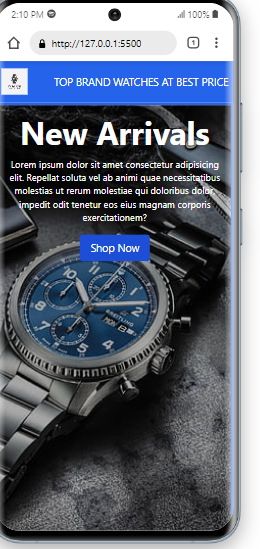 2:10 PM
100%
http://127.0.0.1:5500
1
TOP BRAND WATCHES AT BEST PRICE
New Arrivals
Lorem ipsum dolor sit amet consectetur adipisicing
elit. Repellat soluta vel ab animi quae necessitatibus
molestias ut rerum molestiae qui doloribus dolor,
impedit odit tenetur eos eius magnam corporis
exercitationem?
Shop Now
BREITLING